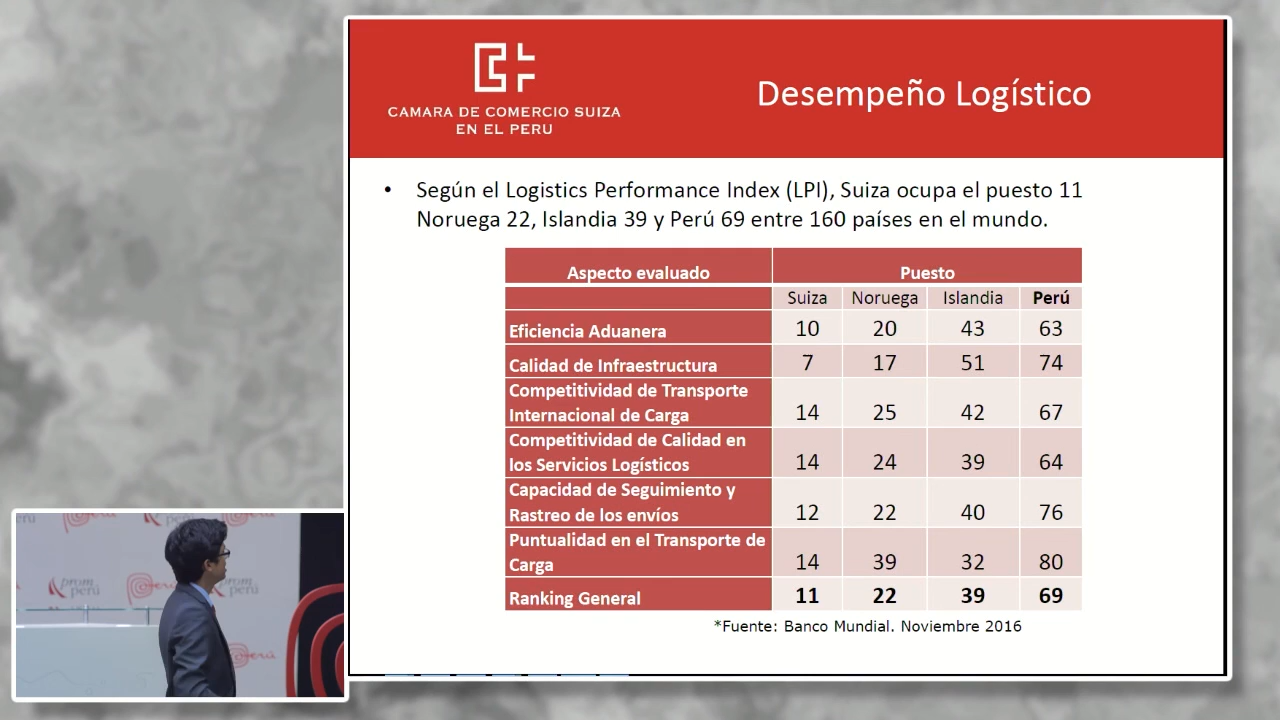 CAMARA DE COMERCIO SUIZA
EN EL PERU
Desempeño Logístico
• Según el Logistics Performance Index (LPI), Suiza ocupa el puesto 11
Noruega 22, Islandia 39 y Perú 69 entre 160 países en el mundo.
Aspecto evaluado Puesto
Suiza Noruega Islandia Perú
Eficiencia Aduanera 10 20 43 63
Calidad de Infraestructura 7 17 51 74
Competitividad de Transporte
Internacional de Carga 14 25 42 67
Competitividad de Calidad en
los Servicios Logísticos 14 24 39 64
Capacidad de Seguimiento y
Rastreo de los envíos 12 22 40 76
Puntualidad en el Transporte de
Carga 14 39 32 80
Ranking General 11 22 39 69
*Fuente: Banco Mundial. Noviembre 2016
prom
perú
prom
perú